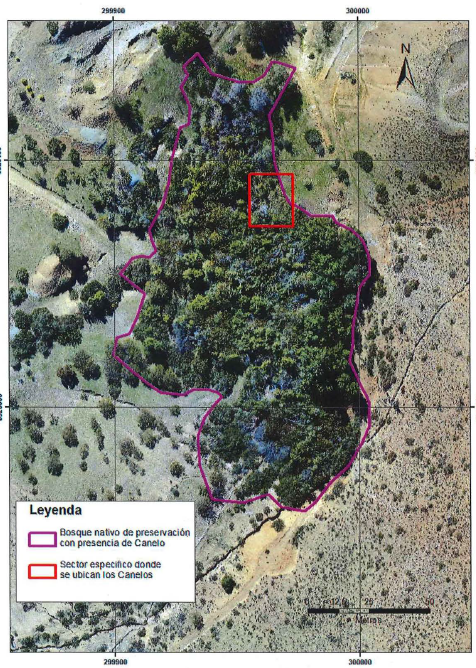 299900
300000
N
Leyenda
Bosque nativo de preservación
con presencia de Canelo
Sector específico donde
se ubican los Canelos
Metros
299900
300000